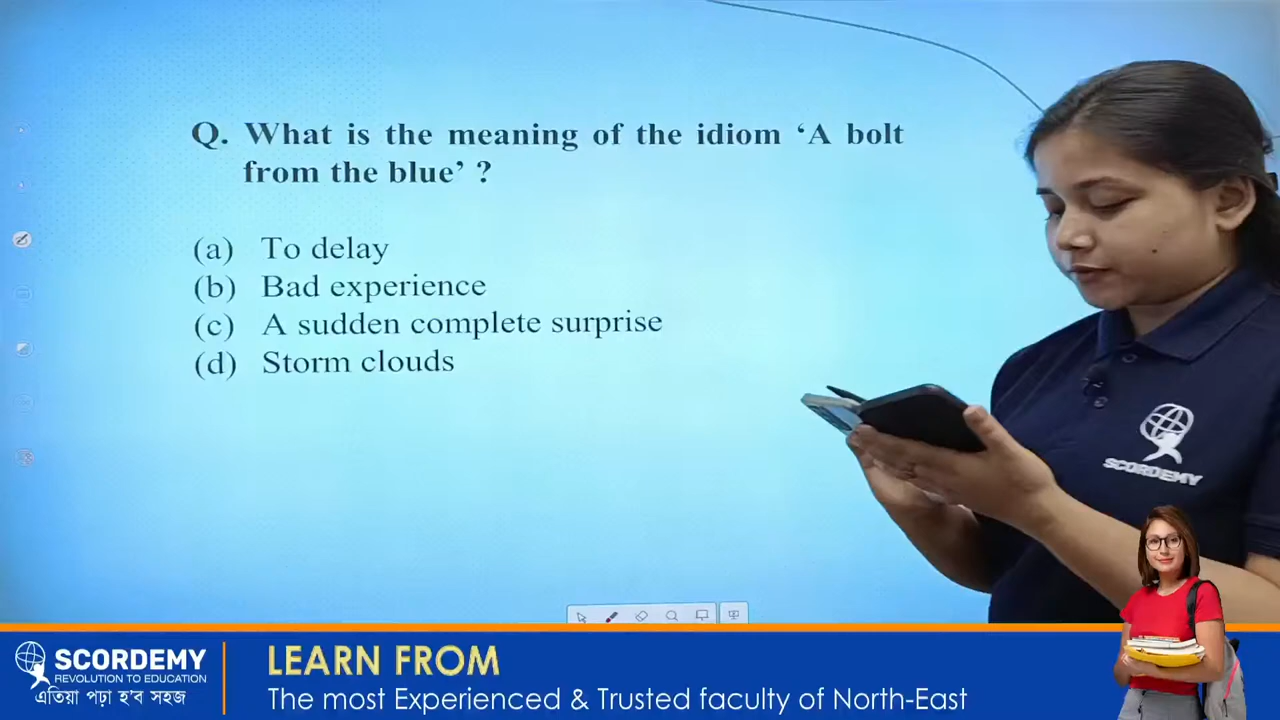 Q. What is the meaning of the idiom ‘A bolt
from the blue’ ?
(a) To delay
(b) Bad experience
(c) A sudden complete surprise
(d) Storm clouds
SCORDEMY
SCORDEMY
REVOLUTION TO EDUCATION
এতিয়া পঢ়া হ'ব সহজ
LEARN FROM
The most Experienced & Trusted faculty of North-East